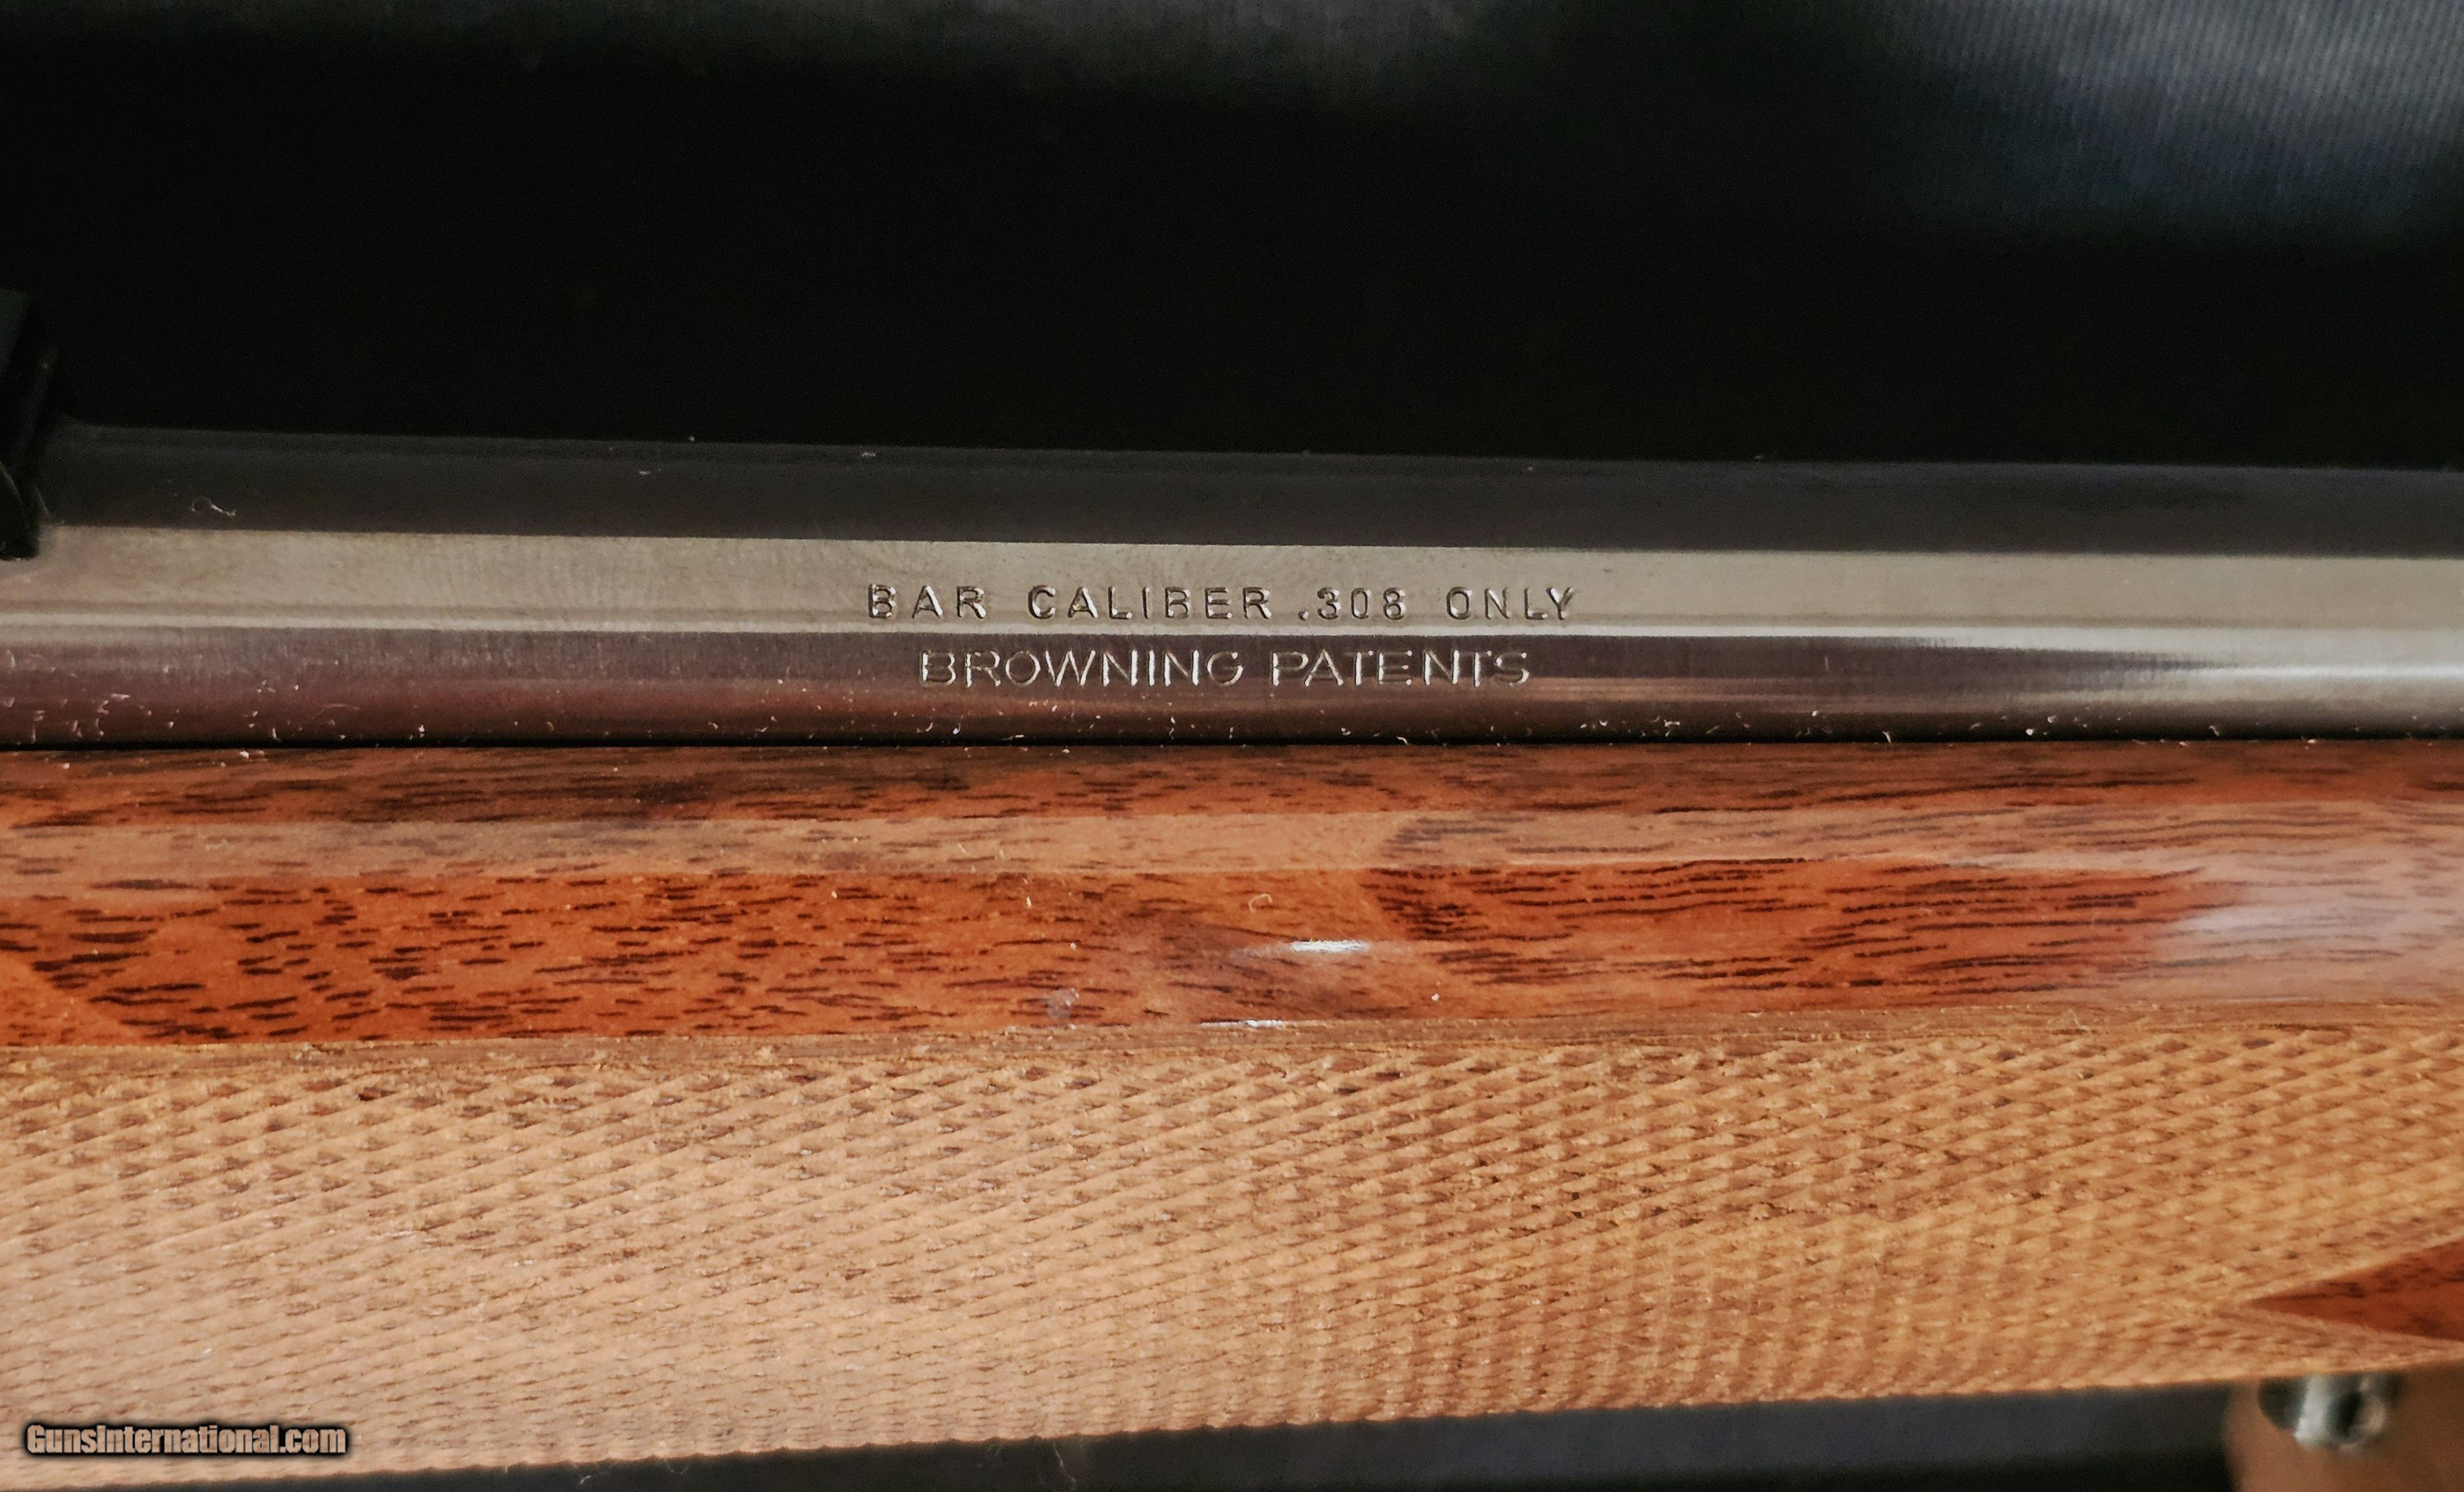 BAR CALIBER .308 ONLY
BROWNING PATENTS
GunsInternational.com